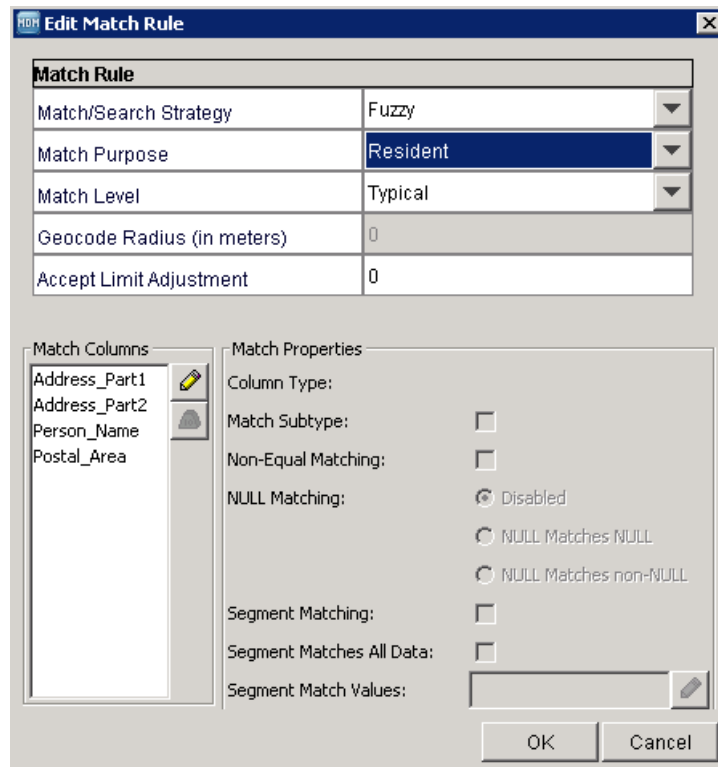 MDM Edit Match Rule
Match Rule
Match/Search Strategy Fuzzy
Match Purpose Resident
Match Level Typical
Geocode Radius (in meters) 0
Accept Limit Adjustment 0
Match Columns
Address_Part1
Address_Part2
Person_Name
Postal_Area
Match Properties
Column Type:
Match Subtype:
Non-Equal Matching:
NULL Matching: Disabled
NULL Matches NULL
NULL Matches non-NULL
Segment Matching:
Segment Matches All Data:
Segment Match Values:
OK Cancel